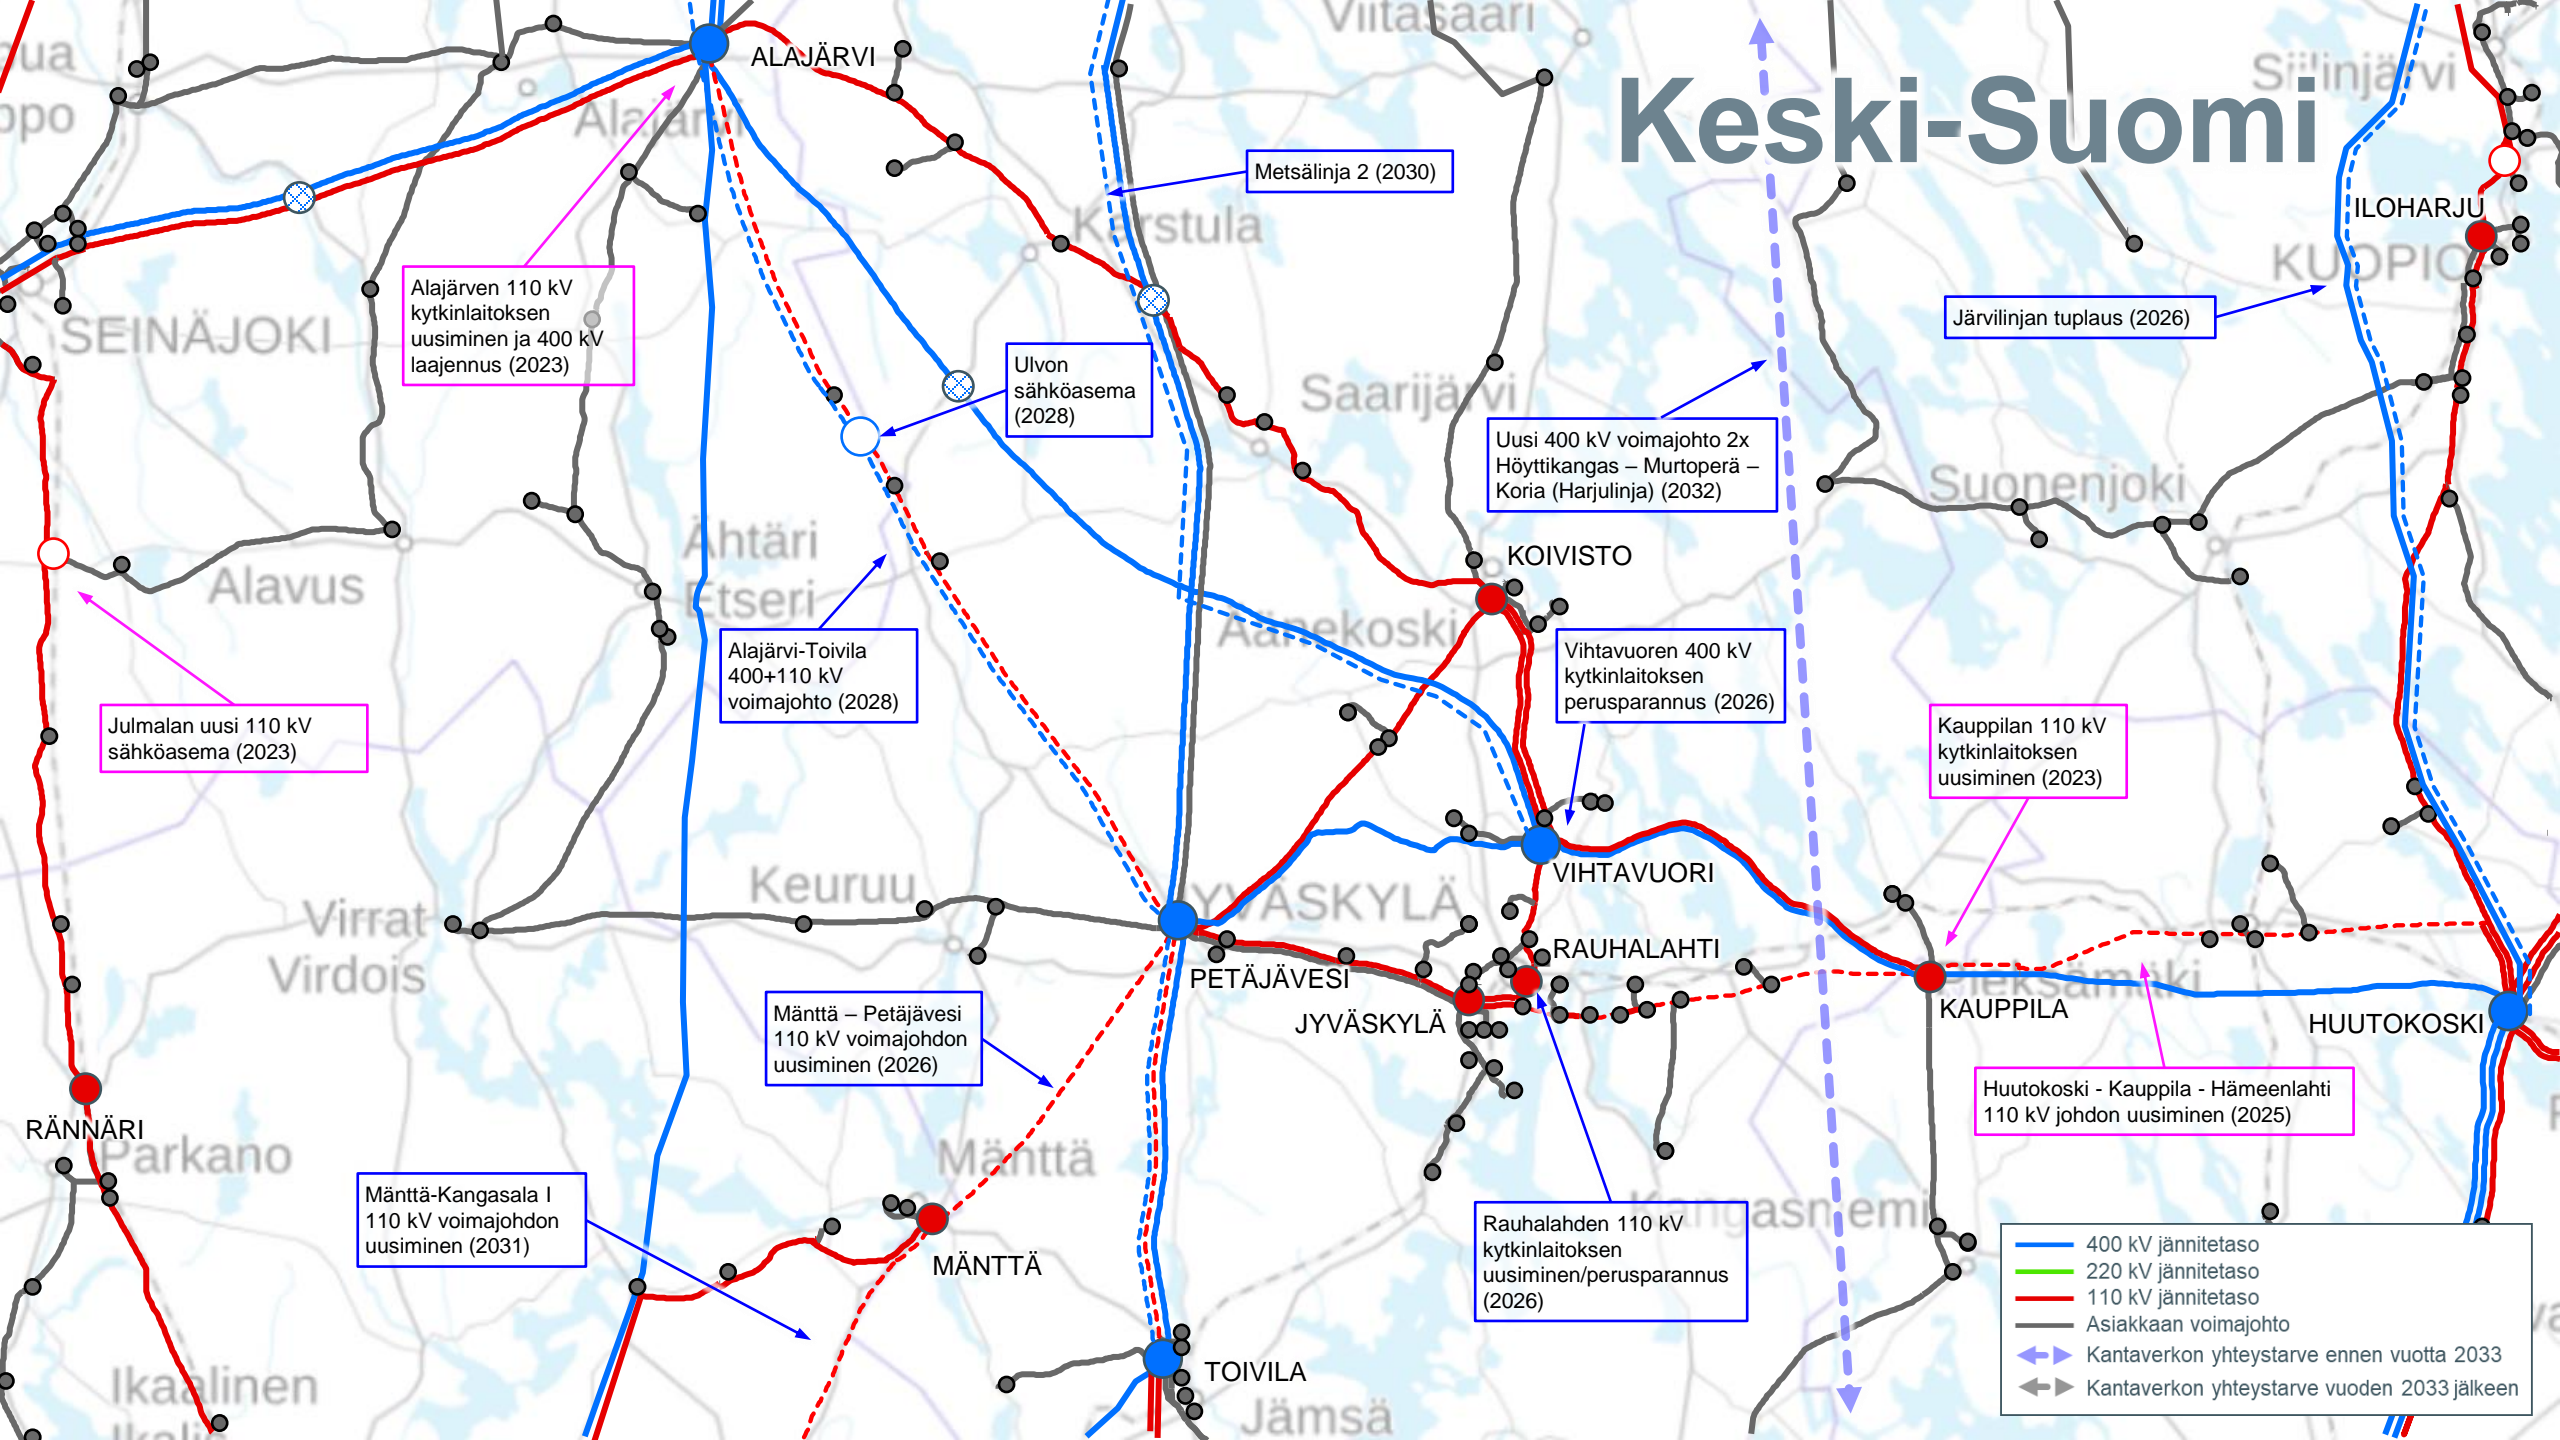 Keski-Suomi
Viitasaari
Siilinjärvi
ALAJÄRVI
Alajärvi
Metsälinja 2 (2030)
ILOHARJU
Karstula
KUOPIO
Alajärven 110 kV
kytkinlaitoksen
uusiminen ja 400 kV
laajennus (2023)
SEINÄJOKI
Järvilinjan tuplaus (2026)
Ulvon
sähköasema
(2028)
Saarijärvi
Uusi 400 kV voimajohto 2x
Höyttikangas – Murtoperä –
Koria (Harjulinja) (2032)
Suonenjoki
Ähtäri
Etseri
KOIVISTO
Alavus
Äänekoski
Alajärvi-Toivila
400+110 kV
voimajohto (2028)
Vihtavuoren 400 kV
kytkinlaitoksen
perusparannus (2026)
Julmalan uusi 110 kV
sähköasema (2023)
Kauppilan 110 kV
kytkinlaitoksen
uusiminen (2023)
VIHTAVUORI
Keuruu
YVÄSKYLÄ
Virrat
Virdois
RAUHALAHTI
PETÄJÄVESI
Pieksämäki
KAUPPILA
JYVÄSKYLÄ
HUUTOKOSKI
Mänttä – Petäjävesi
110 kV voimajohdon
uusiminen (2026)
Huutokoski - Kauppila - Hämeenlahti
110 kV johdon uusiminen (2025)
RÄNNÄRI
Parkano
Mänttä
Mänttä-Kangasala I
110 kV voimajohdon
uusiminen (2031)
MÄNTTÄ
Kangasniemi
Rauhalahden 110 kV
kytkinlaitoksen
uusiminen/perusparannus
(2026)
TOIVILA
Jämsä
Ikaalinen
400 kV jännitetaso
220 kV jännitetaso
110 kV jännitetaso
Asiakkaan voimajohto
Kantaverkon yhteystarve ennen vuotta 2033
Kantaverkon yhteystarve vuoden 2033 jälkeen